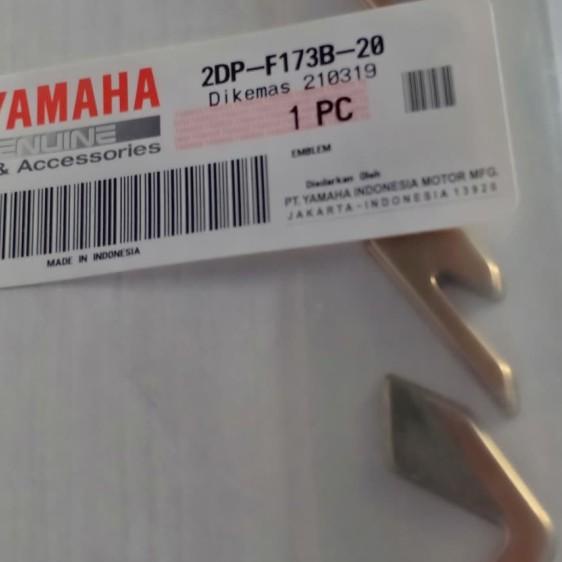 YAMAHA
GENUINE
& Accessories
2DP-F173B-20
Dikemas 210319
1 PC
EMBLEM
Diedarkan Oleh
PT. YAMAHA INDONESIA MOTOR MFG.
JAKARTA-INDONESIA 13920
MADE IN INDONESIA